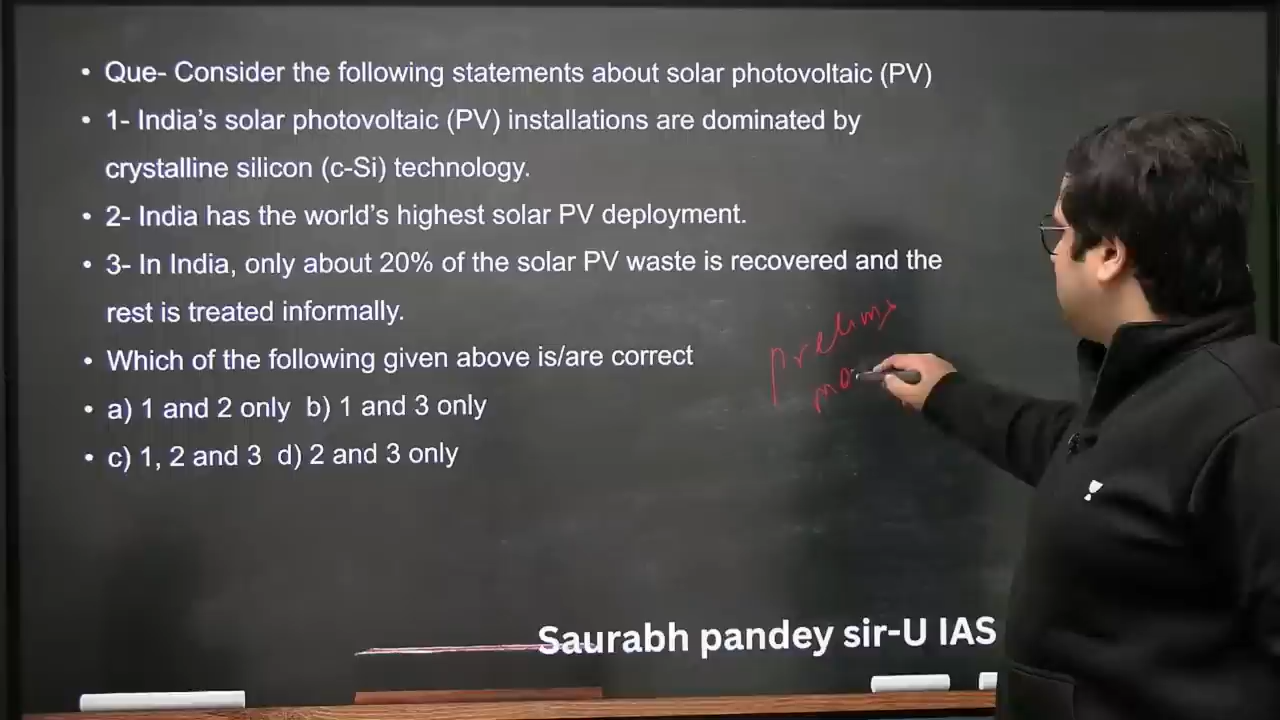 • Que- Consider the following statements about solar photovoltaic (PV)
• 1- India's solar photovoltaic (PV) installations are dominated by
crystalline silicon (c-Si) technology.
• 2- India has the world's highest solar PV deployment.
• 3- In India, only about 20% of the solar PV waste is recovered and the
rest is treated informally.
• Which of the following given above is/are correct
• a) 1 and 2 only b) 1 and 3 only
• c) 1, 2 and 3 d) 2 and 3 only
Prelims
Saurabh pandey sir-U IAS